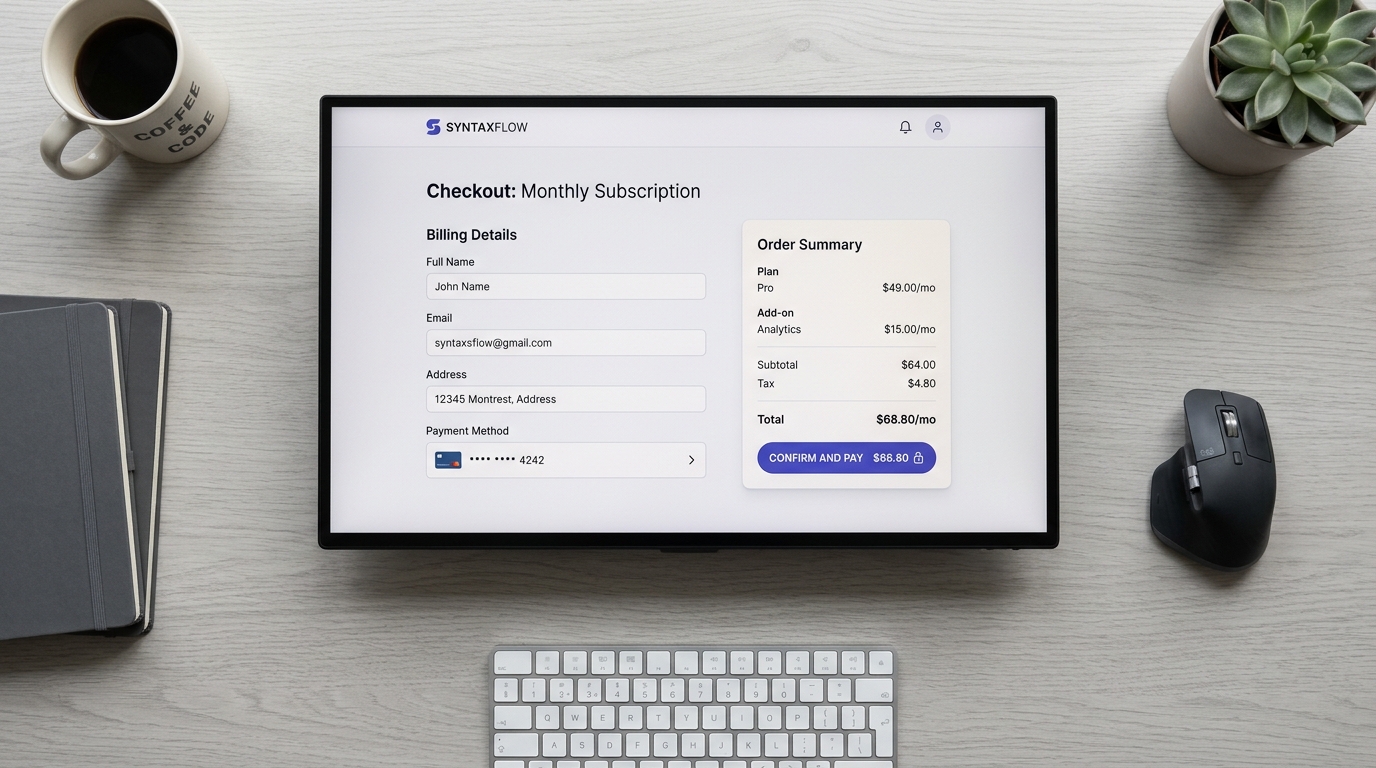 COFFEE
&
CODE
SYNTAXFLOW
Checkout: Monthly Subscription
Billing Details
Full Name
John Name
Email
syntaxsflow@gmail.com
Address
12345 Montrest, Address
Payment Method
•••• •••• 4242
Order Summary
Plan
Pro $49.00/mo
Add-on
Analytics $15.00/mo
Subtotal $64.00
Tax $4.80
Total $68.80/mo
CONFIRM AND PAY $66.80
Q W E R T Y U I O P
A S D F G H J K L